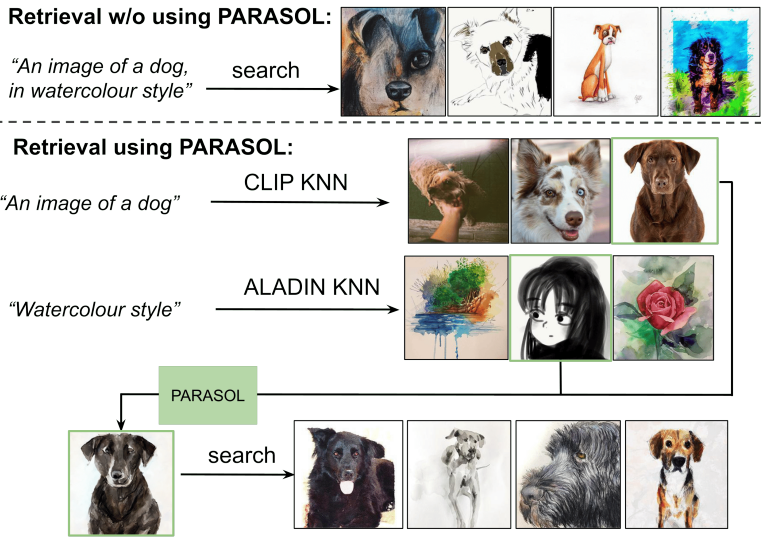 Retrieval w/o using PARASOL:
“An image of a dog,
in watercolour style”
search
Retrieval using PARASOL:
“An image of a dog”
CLIP KNN
“Watercolour style”
ALADIN KNN
PARASOL
search